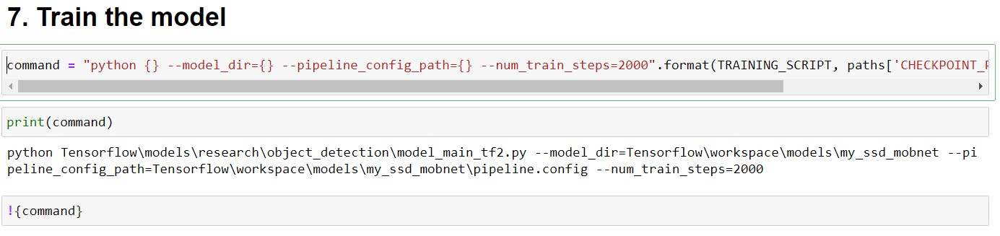 7. Train the model
command = "python {} --model_dir={} --pipeline_config_path={} --num_train_steps=2000".format(TRAINING_SCRIPT, paths['CHECKPOINT_P
print(command)
python Tensorflow\models\research\object_detection\model_main_tf2.py --model_dir=Tensorflow\workspace\models\my_ssd_mobnet --pi
peline_config_path=Tensorflow\workspace\models\my_ssd_mobnet\pipeline.config --num_train_steps=2000
!{command}